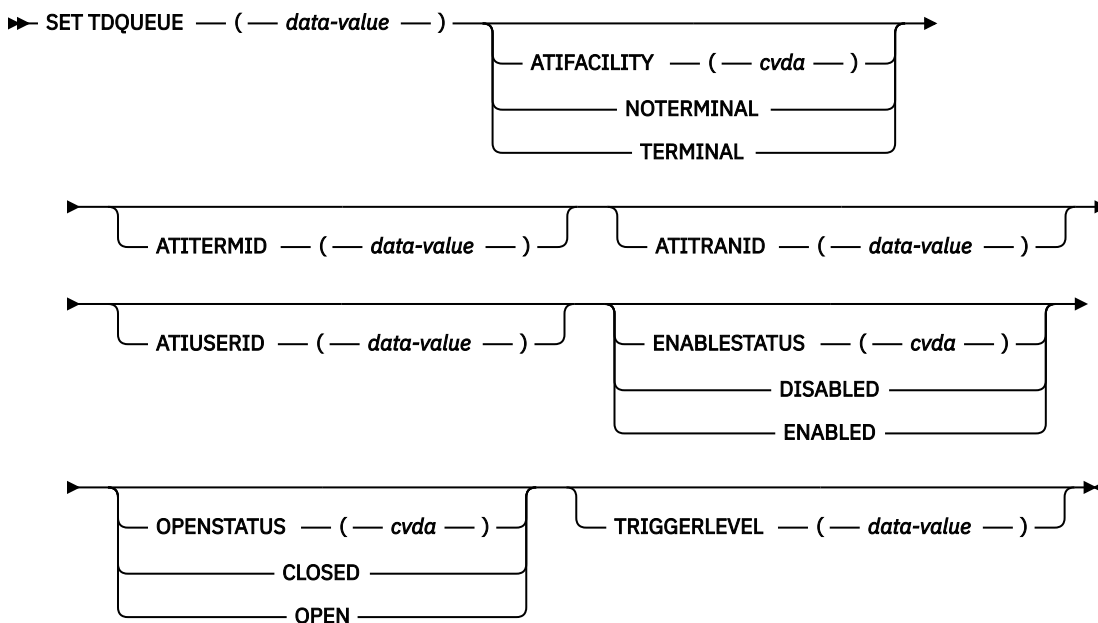 SET TDQUEUE ( data-value )
ATIFACILITY ( cvda )
NOTERMINAL
TERMINAL
ATITERMID ( data-value ) ATITRANID ( data-value )
ATIUSERID ( data-value ) ENABLESTATUS ( cvda )
DISABLED
ENABLED
OPENSTATUS ( cvda ) TRIGGERLEVEL ( data-value )
CLOSED
OPEN